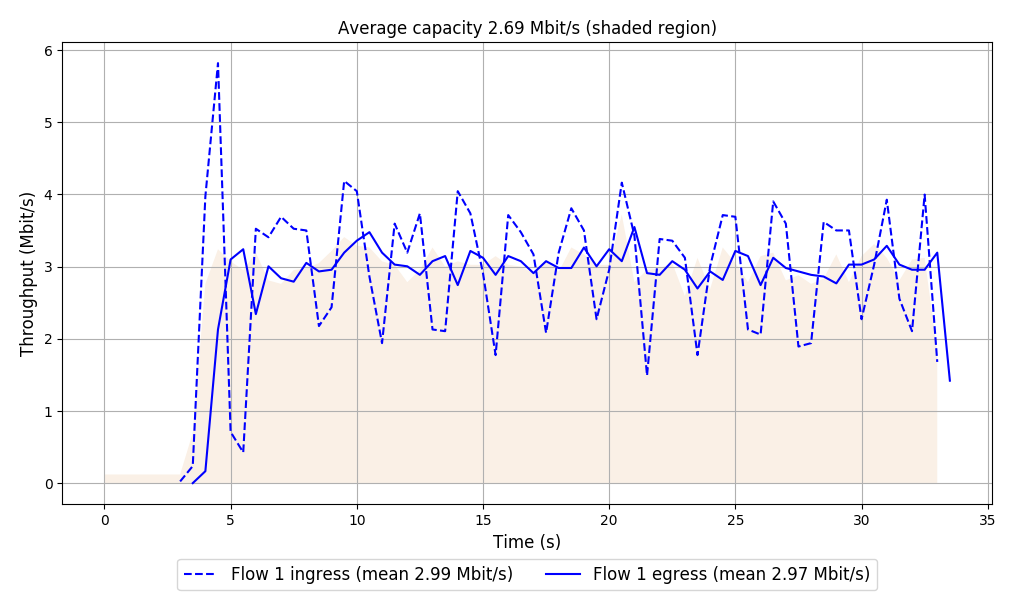 Average capacity 2.69 Mbit/s (shaded region)
6
5
4
3
2
1
0
Throughput (Mbit/s)
0 5 10 15 20 25 30 35
Time (s)
Flow 1 ingress (mean 2.99 Mbit/s) Flow 1 egress (mean 2.97 Mbit/s)